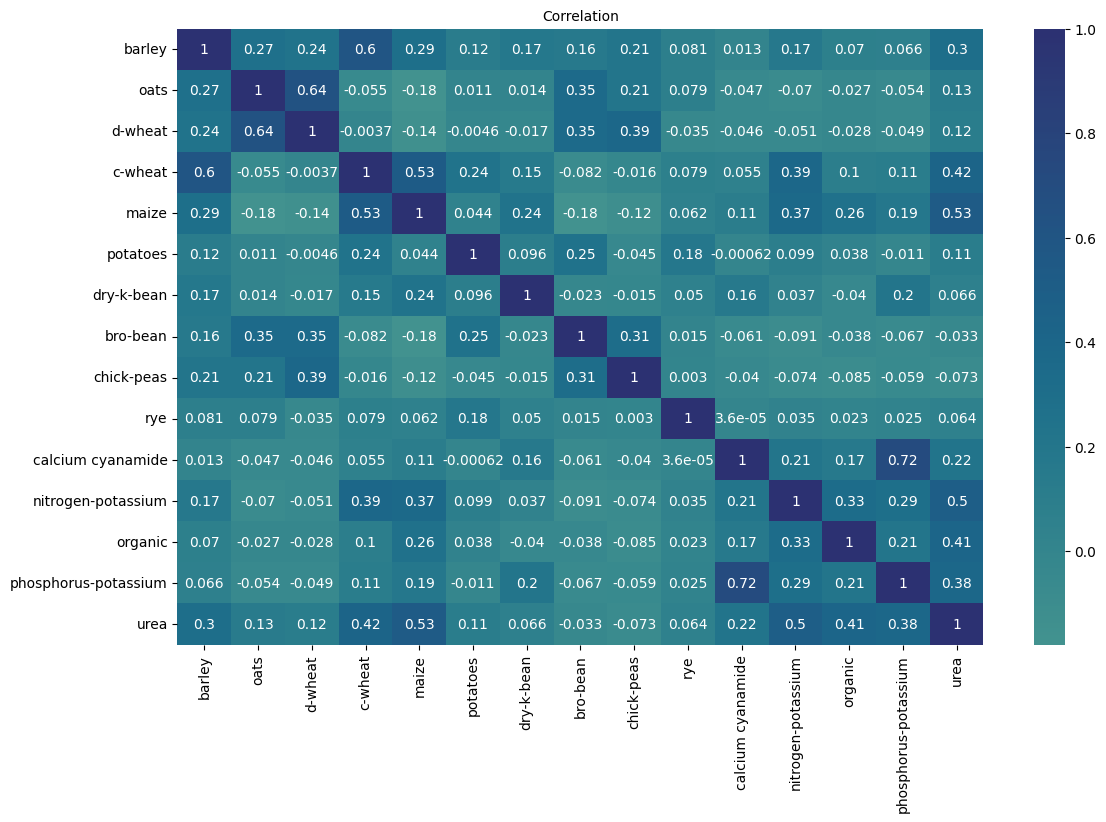 Correlation
barley 1 0.27 0.24 0.6 0.29 0.12 0.17 0.16 0.21 0.081 0.013 0.17 0.07 0.066 0.3
oats 0.27 1 0.64 -0.055 -0.18 0.011 0.014 0.35 0.21 0.079 -0.047 -0.07 -0.027 -0.054 0.13
d-wheat 0.24 0.64 1 -0.0037 -0.14 -0.0046 -0.017 0.35 0.39 -0.035 -0.046 -0.051 -0.028 -0.049 0.12
c-wheat 0.6 -0.055 -0.0037 1 0.53 0.24 0.15 -0.082 -0.016 0.079 0.055 0.39 0.1 0.11 0.42
maize 0.29 -0.18 -0.14 0.53 1 0.044 0.24 -0.18 -0.12 0.062 0.11 0.37 0.26 0.19 0.53
potatoes 0.12 0.011 -0.0046 0.24 0.044 1 0.096 0.25 -0.045 0.18 -0.00062 0.099 0.038 -0.011 0.11
dry-k-bean 0.17 0.014 -0.017 0.15 0.24 0.096 1 -0.023 -0.015 0.05 0.16 0.037 -0.04 0.2 0.066
bro-bean 0.16 0.35 0.35 -0.082 -0.18 0.25 -0.023 1 0.31 0.015 -0.061 -0.091 -0.038 -0.067 -0.033
chick-peas 0.21 0.21 0.39 -0.016 -0.12 -0.045 -0.015 0.31 1 0.003 -0.04 -0.074 -0.085 -0.059 -0.073
rye 0.081 0.079 -0.035 0.079 0.062 0.18 0.05 0.015 0.003 1 3.6e-05 0.035 0.023 0.025 0.064
calcium cyanamide 0.013 -0.047 -0.046 0.055 0.11 -0.00062 0.16 -0.061 -0.04 3.6e-05 1 0.21 0.17 0.72 0.22
nitrogen-potassium 0.17 -0.07 -0.051 0.39 0.37 0.099 0.037 -0.091 -0.074 0.035 0.21 1 0.33 0.29 0.5
organic 0.07 -0.027 -0.028 0.1 0.26 0.038 -0.04 -0.038 -0.085 0.023 0.17 0.33 1 0.21 0.41
phosphorus-potassium 0.066 -0.054 -0.049 0.11 0.19 -0.011 0.2 -0.067 -0.059 0.025 0.72 0.29 0.21 1 0.38
urea 0.3 0.13 0.12 0.42 0.53 0.11 0.066 -0.033 -0.073 0.064 0.22 0.5 0.41 0.38 1
barley
oats
d-wheat
c-wheat
maize
potatoes
dry-k-bean
bro-bean
chick-peas
rye
calcium cyanamide
nitrogen-potassium
organic
phosphorus-potassium
urea
1.0
0.8
0.6
0.4
0.2
0.0